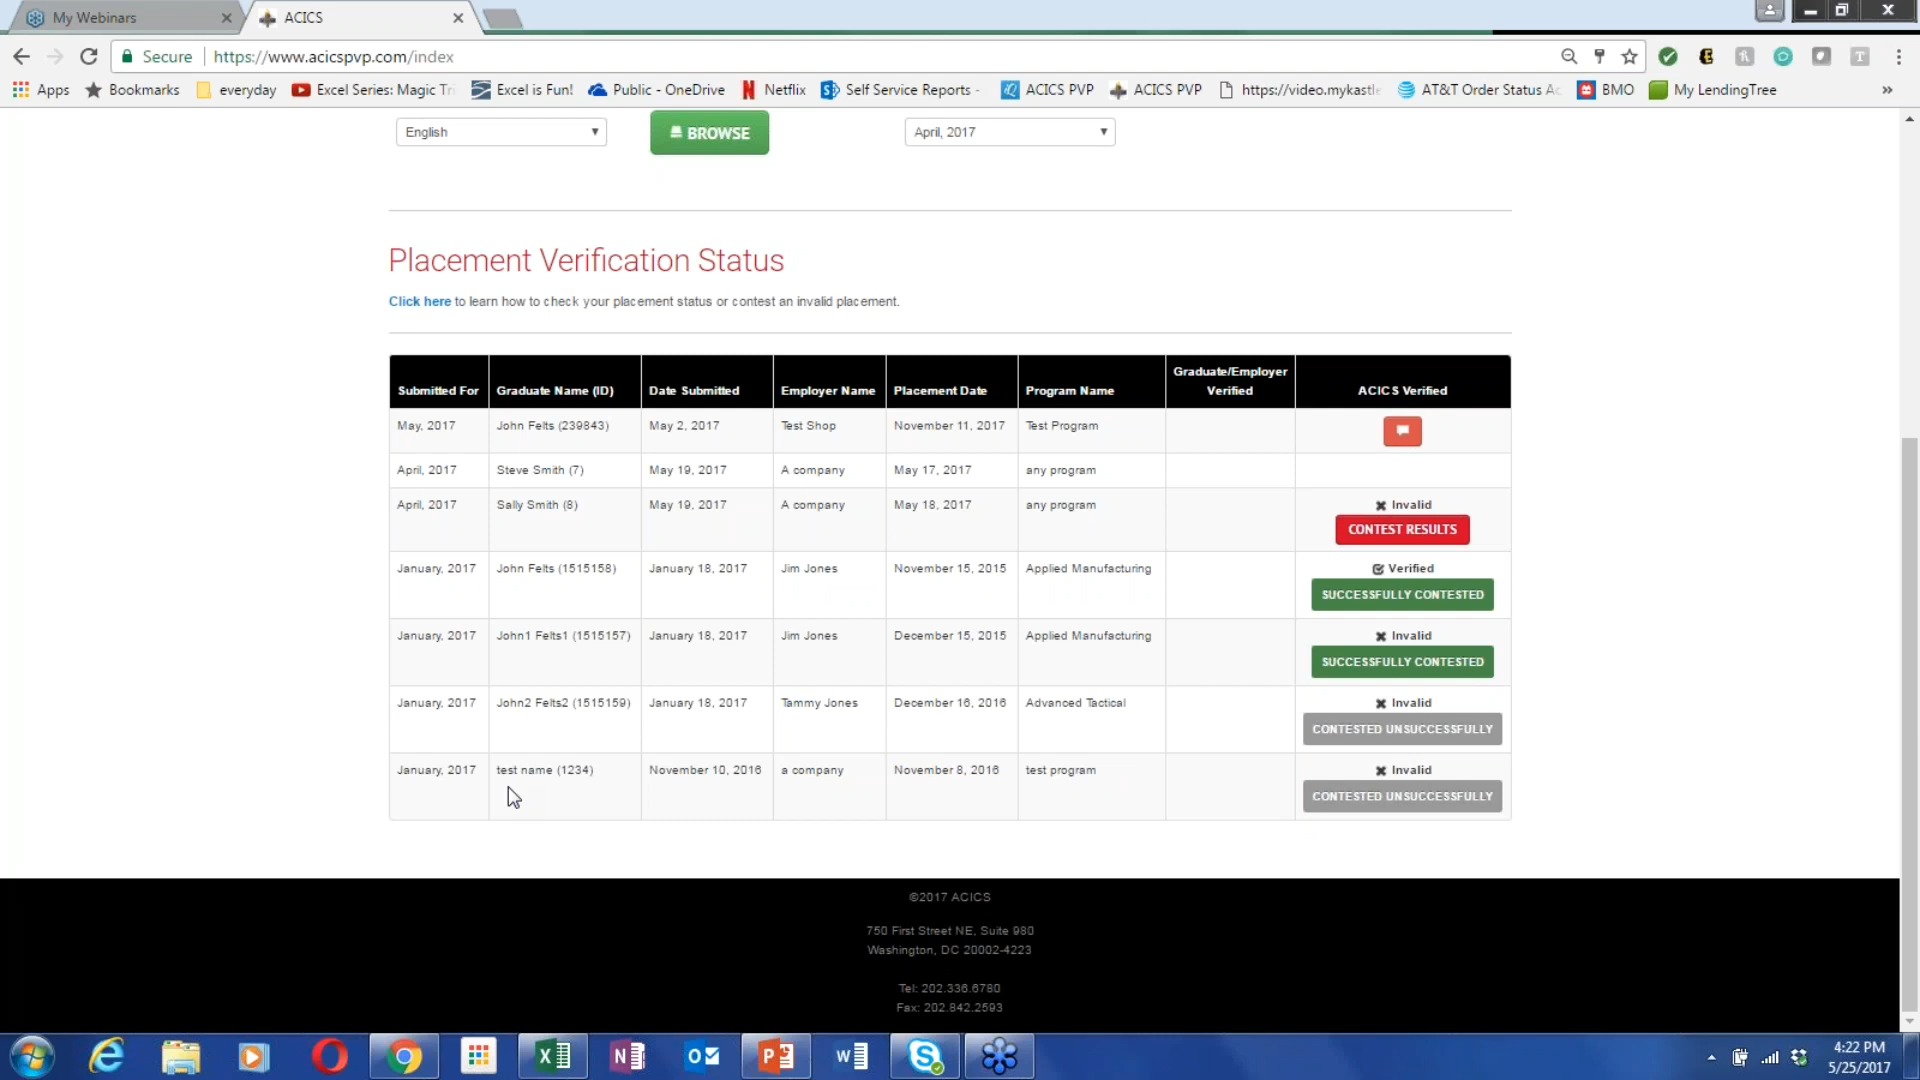 My Webinars
ACICS
Secure
https://www.acicspvp.com/index
Apps
Bookmarks
everyday
Excel Series: Magic Tri
Excel is Fun!
Public - OneDrive
Netflix
Self Service Reports -
ACICS PVP
ACICS PVP
https://video.mykastle
AT&T Order Status Ac
BMO
My LendingTree
»
English
BROWSE
April, 2017
Placement Verification Status
Click here to learn how to check your placement status or contest an invalid placement.
Submitted For Graduate Name (ID) Date Submitted Employer Name Placement Date Program Name Graduate/Employer Verified ACICS Verified
May, 2017 John Felts (239843) May 2, 2017 Test Shop November 11, 2017 Test Program
April, 2017 Steve Smith (7) May 19, 2017 A company May 17, 2017 any program
April, 2017 Sally Smith (8) May 19, 2017 A company May 18, 2017 any program Invalid
CONTEST RESULTS
January, 2017 John Felts (1515158) January 18, 2017 Jim Jones November 15, 2015 Applied Manufacturing Verified
SUCCESSFULLY CONTESTED
January, 2017 John1 Felts1 (1515157) January 18, 2017 Jim Jones December 15, 2015 Applied Manufacturing Invalid
SUCCESSFULLY CONTESTED
January, 2017 John2 Felts2 (1515159) January 18, 2017 Tammy Jones December 16, 2016 Advanced Tactical Invalid
CONTESTED UNSUCCESSFULLY
January, 2017 test name (1234) November 10, 2016 a company November 8, 2016 test program Invalid
CONTESTED UNSUCCESSFULLY
©2017 ACICS
750 First Street NE, Suite 980
Washington, DC 20002-4223
Tel: 202.336.6780
Fax: 202.842.2593
4:22 PM
5/25/2017